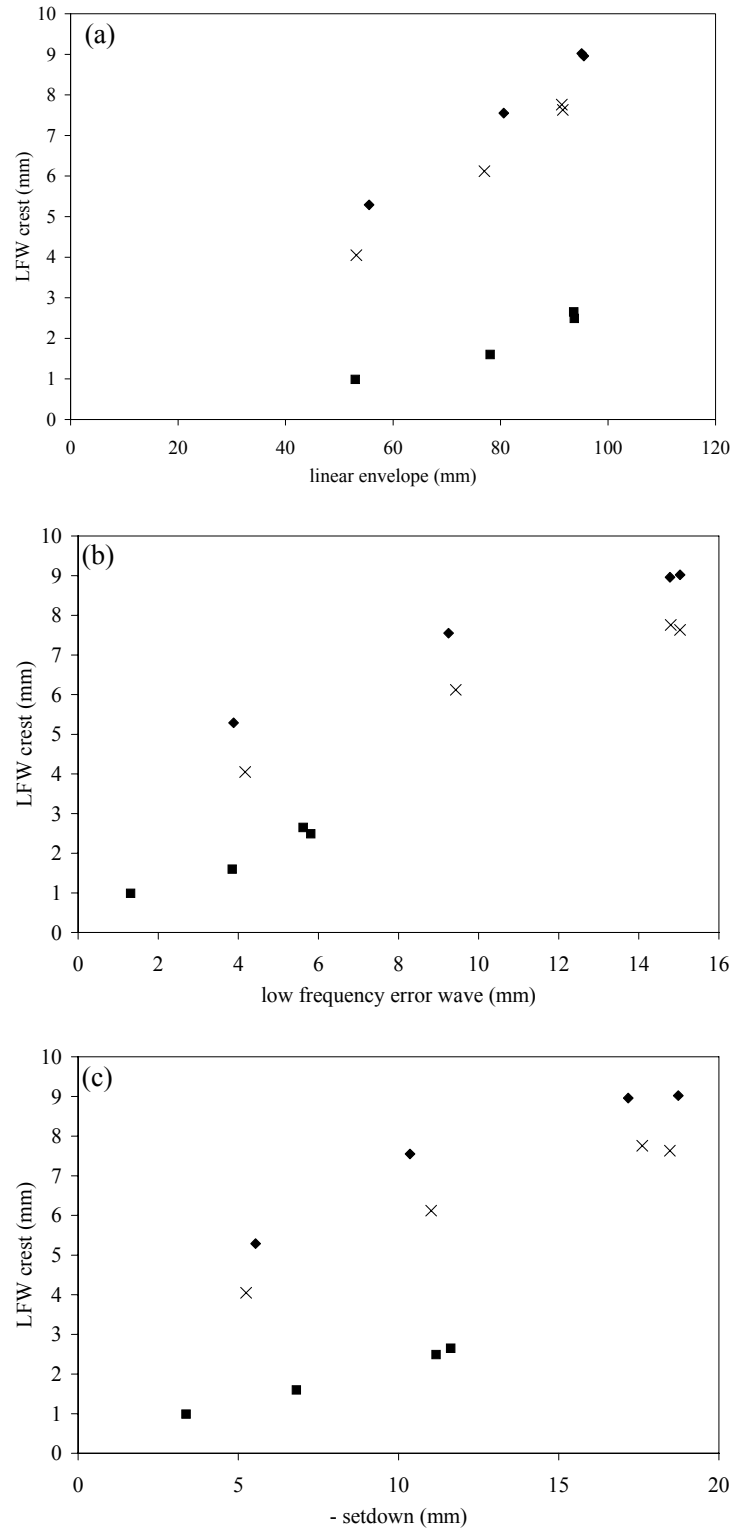 (a)
10
9
8
7
6
5
4
3
2
1
0
LFW crest (mm)
0 20 40 60 80 100 120
linear envelope (mm)
(b)
10
9
8
7
6
5
4
3
2
1
0
LFW crest (mm)
0 2 4 6 8 10 12 14 16
low frequency error wave (mm)
(c)
10
9
8
7
6
5
4
3
2
1
0
LFW crest (mm)
0 5 10 15 20
- setdown (mm)